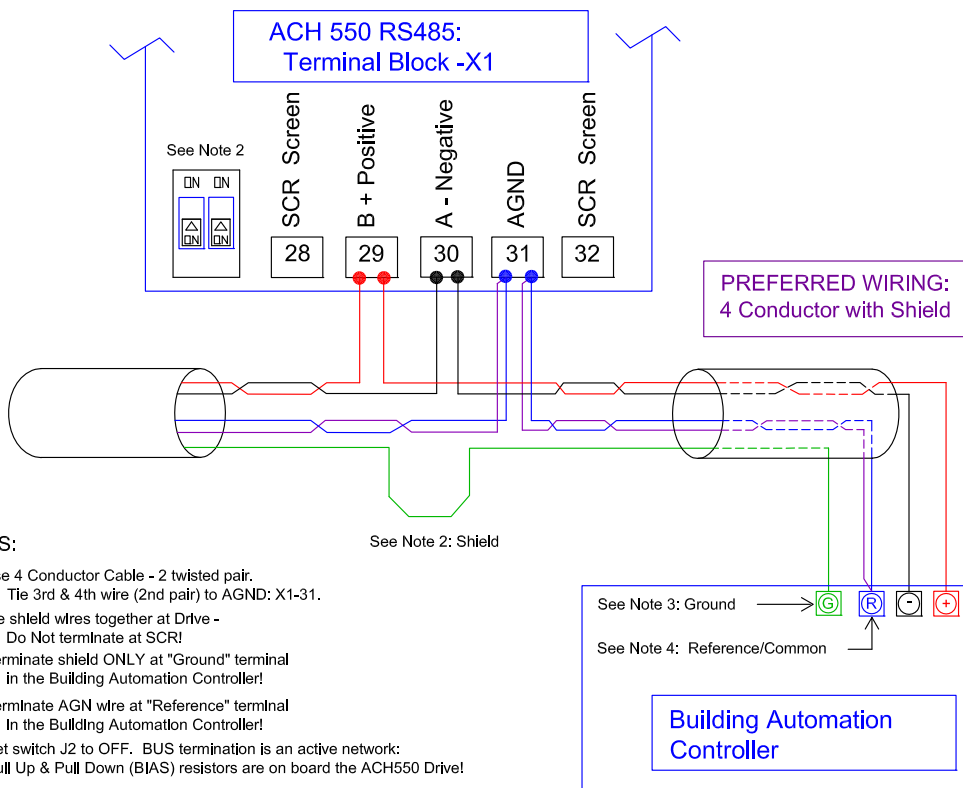 ACH 550 RS485:
Terminal Block -X1
See Note 2
ON ON
ON ON
SCR Screen
B + Positive
A - Negative
AGND
SCR Screen
28
29
30
31
32
PREFERRED WIRING:
4 Conductor with Shield
See Note 2: Shield
S:
se 4 Conductor Cable - 2 twisted pair.
Tie 3rd & 4th wire (2nd pair) to AGND: X1-31.
e shield wires together at Drive -
Do Not terminate at SCR!
erminate shield ONLY at "Ground" terminal
in the Building Automation Controller!
erminate AGN wire at "Reference" terminal
In the Building Automation Controller!
et switch J2 to OFF. BUS termination is an active network:
ull Up & Pull Down (BIAS) resistors are on board the ACH550 Drive!
See Note 3: Ground
G
R
-
+
See Note 4: Reference/Common
Building Automation
Controller